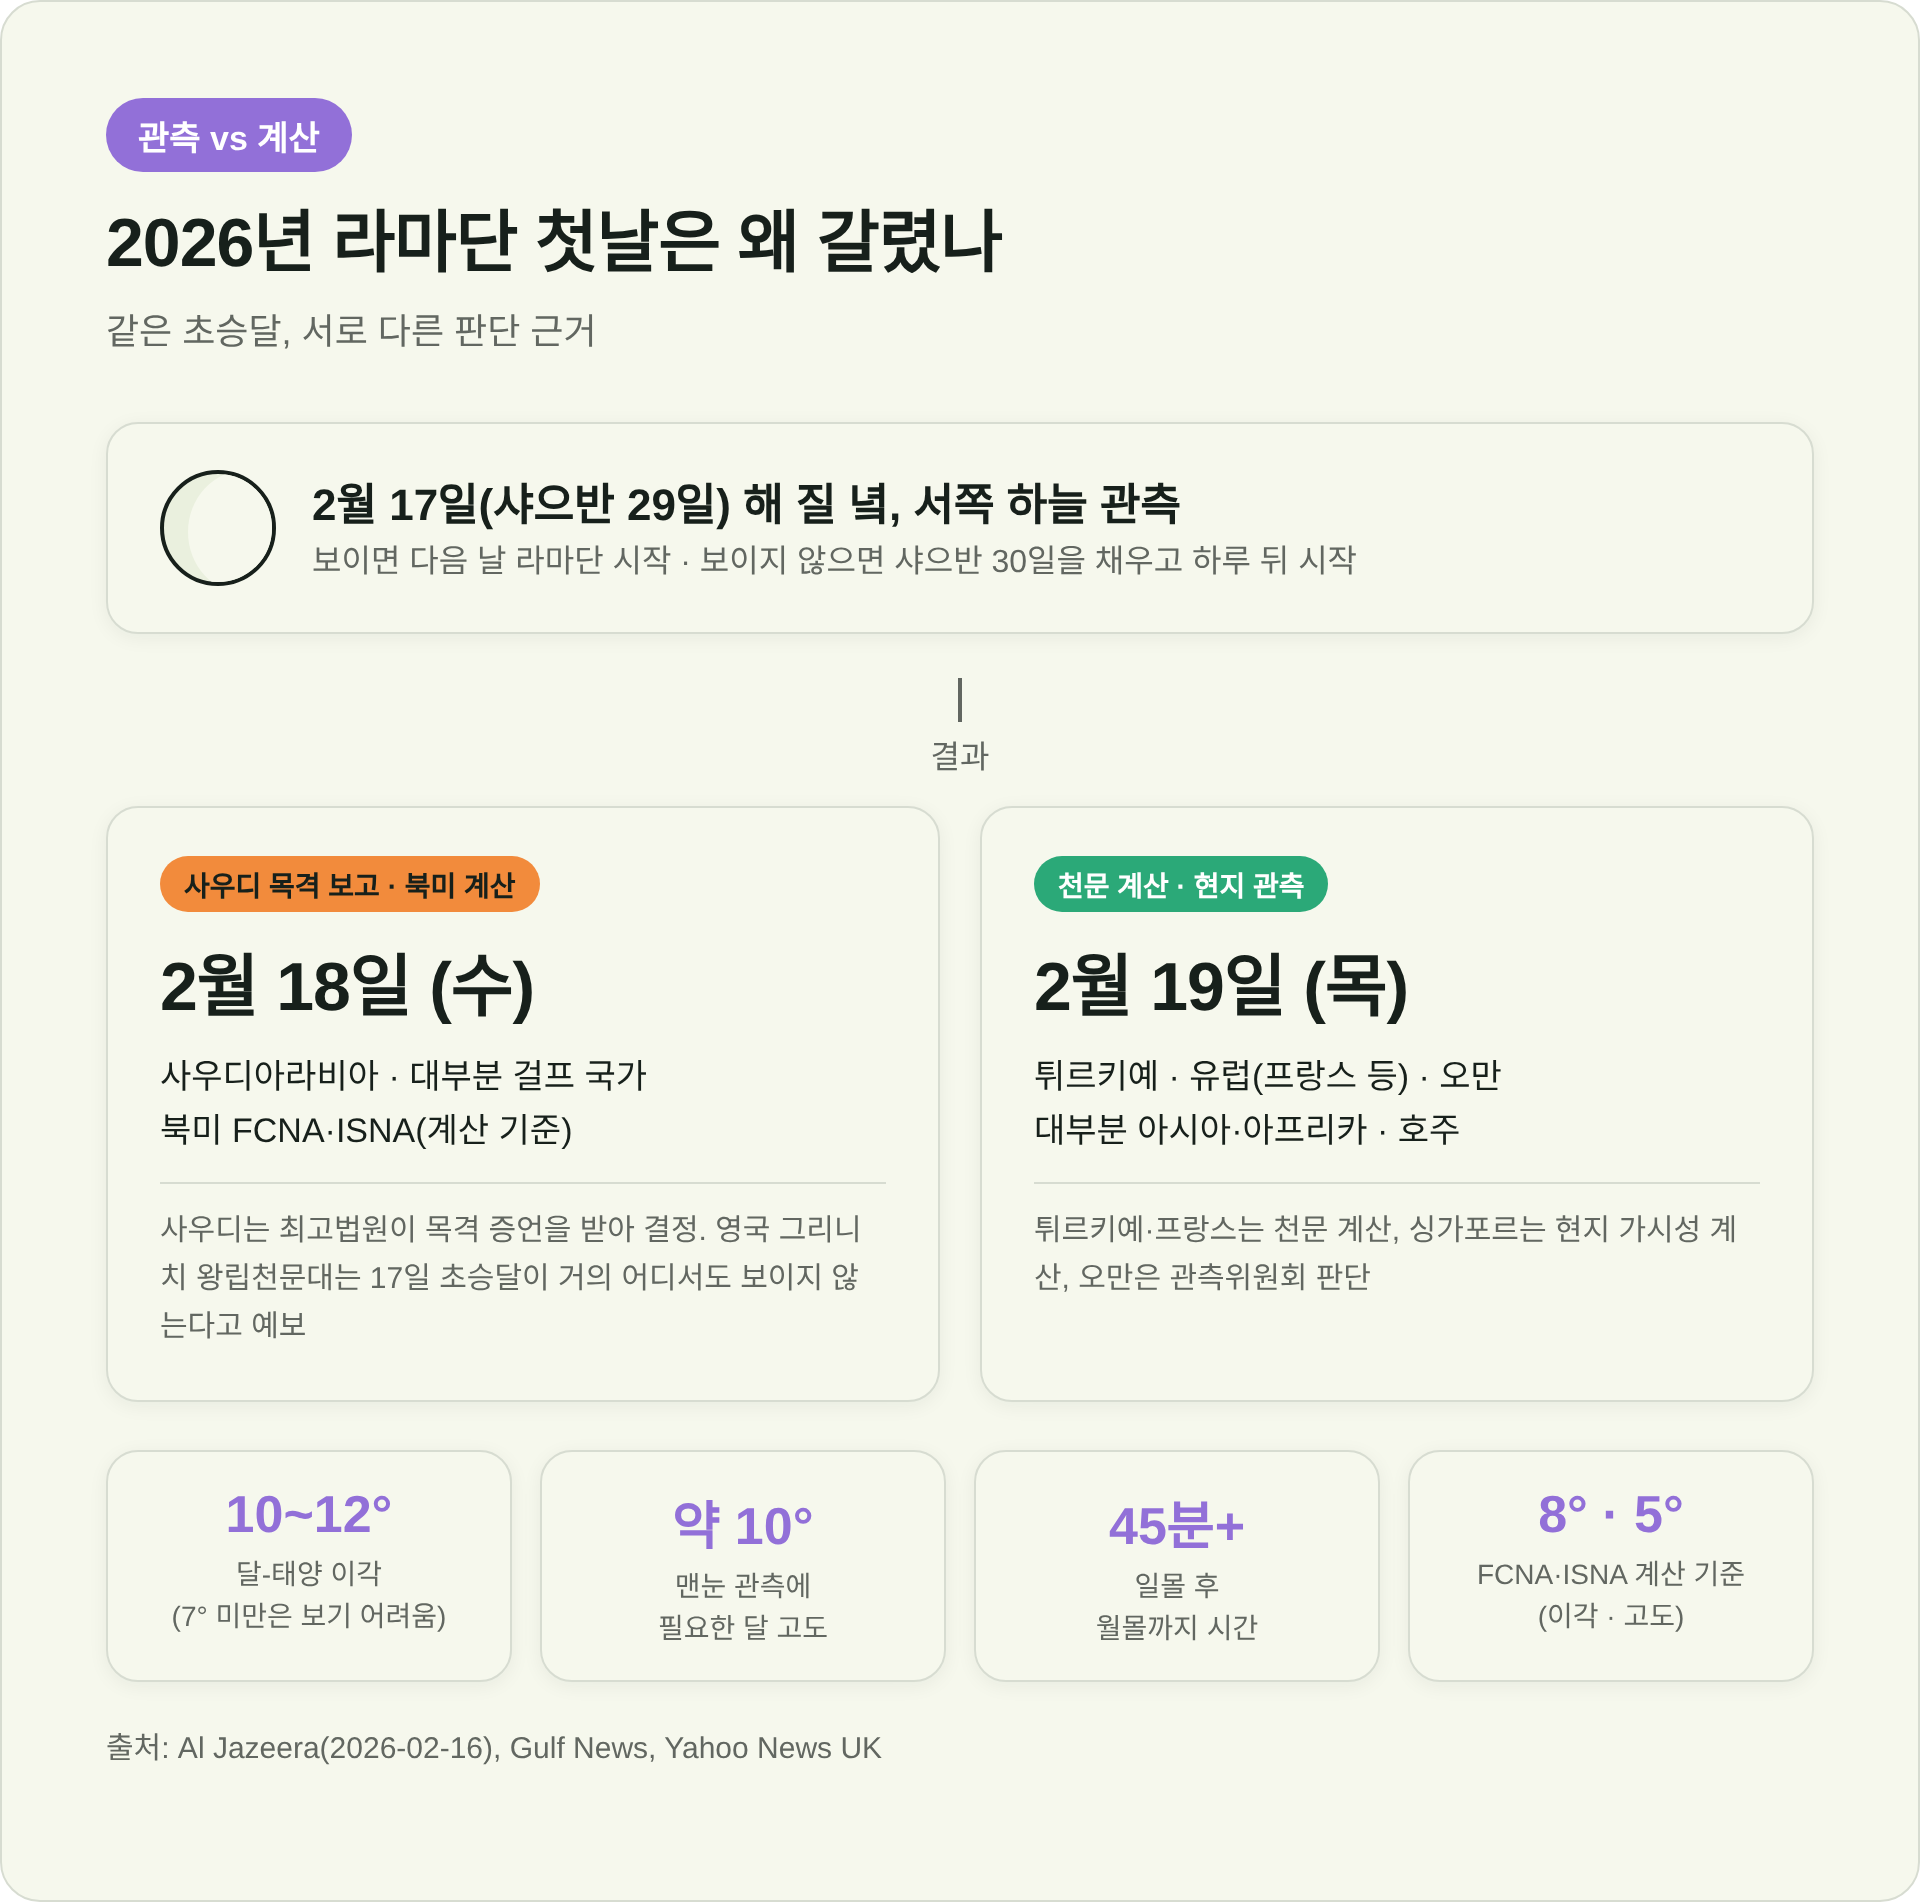 관측 vs 계산
2026년 라마단 첫날은 왜 갈렸나
같은 초승달, 서로 다른 판단 근거
2월 17일(샤으반 29일) 해 질 녘, 서쪽 하늘 관측
보이면 다음 날 라마단 시작 · 보이지 않으면 샤으반 30일을 채우고 하루 뒤 시작
결과
사우디 목격 보고 · 북미 계산
2월 18일 (수)
사우디아라비아 · 대부분 걸프 국가
북미 FCNA·ISNA(계산 기준)
사우디는 최고법원이 목격 증언을 받아 결정. 영국 그리니
치 왕립천문대는 17일 초승달이 거의 어디서도 보이지 않
는다고 예보
천문 계산 · 현지 관측
2월 19일 (목)
튀르키예 · 유럽(프랑스 등) · 오만
대부분 아시아·아프리카 · 호주
튀르키예·프랑스는 천문 계산, 싱가포르는 현지 가시성 계
산, 오만은 관측위원회 판단
10~12°
달-태양 이각
(7° 미만은 보기 어려움)
약 10°
맨눈 관측에
필요한 달 고도
45분+
일몰 후
월몰까지 시간
8° · 5°
FCNA·ISNA 계산 기준
(이각 · 고도)
출처: Al Jazeera(2026-02-16), Gulf News, Yahoo News UK